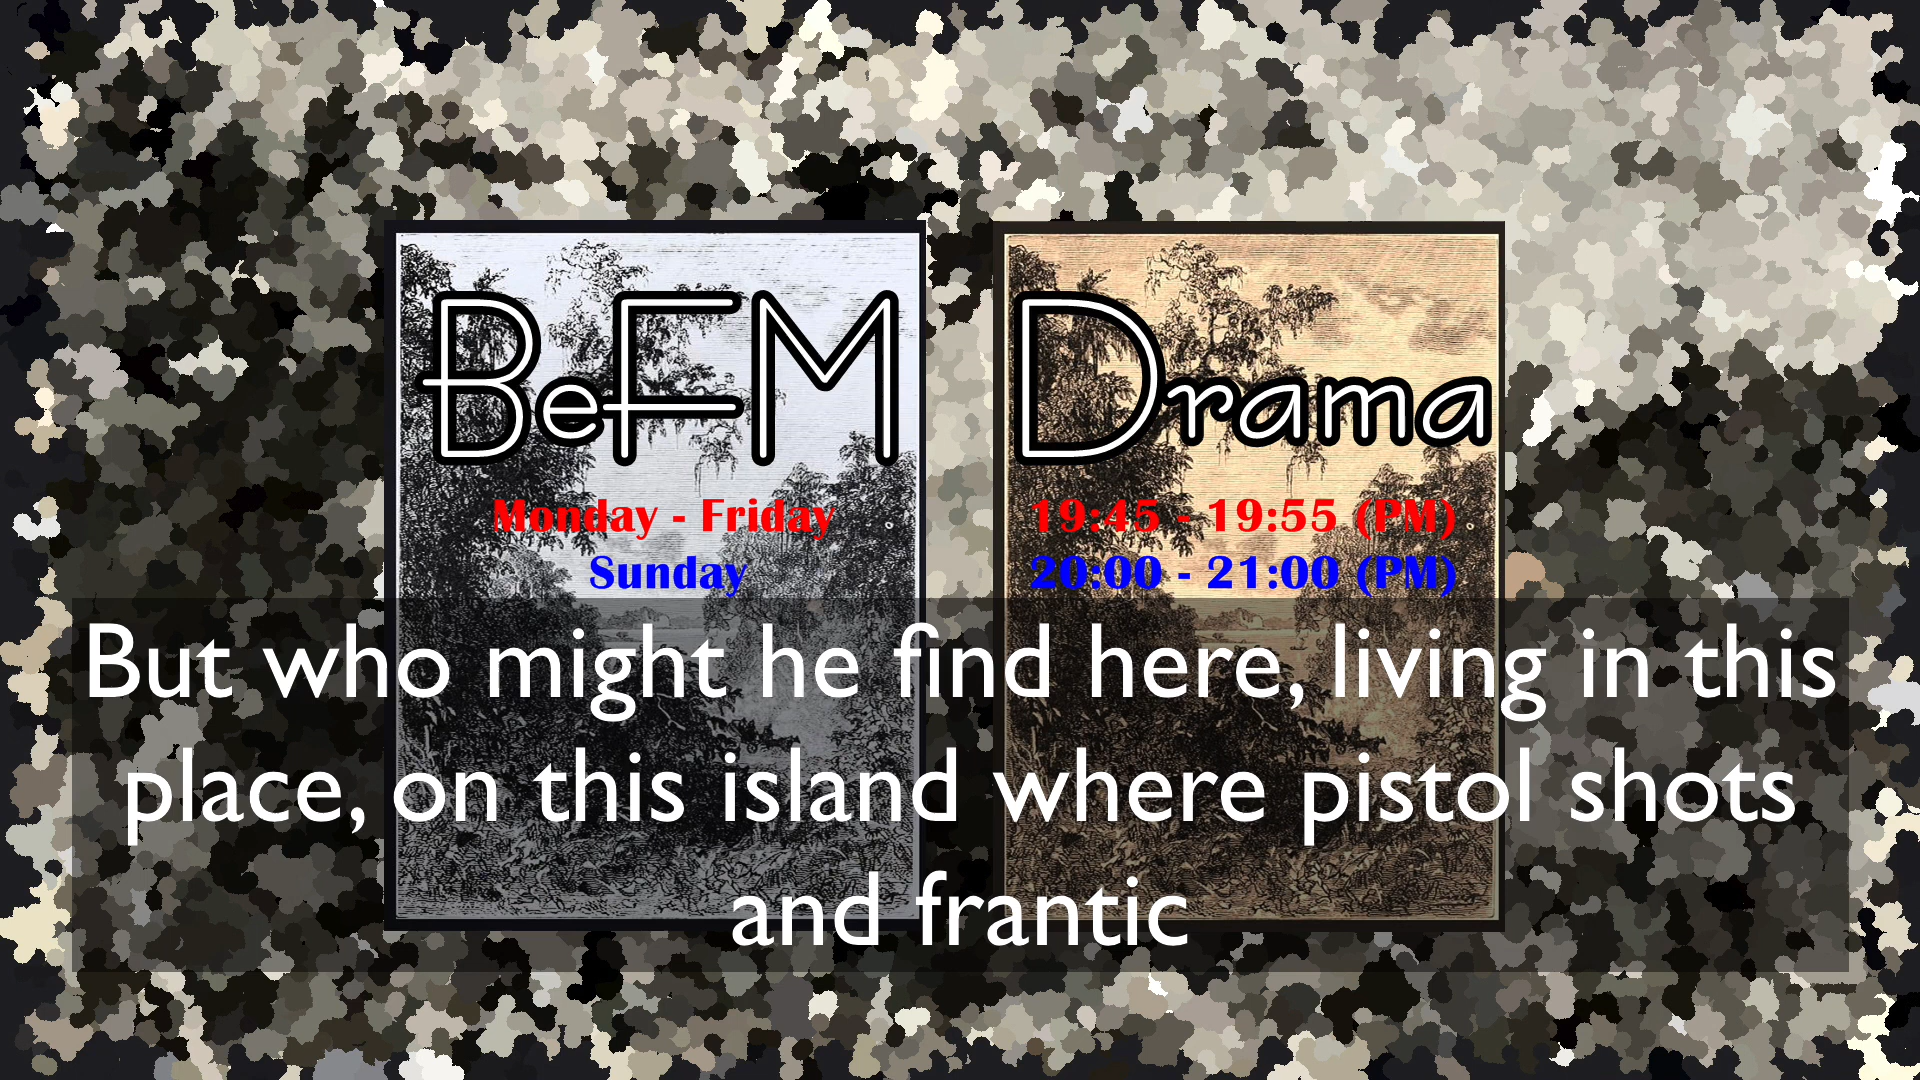 BeFM Drama
Monday - Friday 19:45 - 19:55 (PM)
Sunday 20:00 - 21:00 (PM)
But who might he find here, living in this
place, on this island where pistol shots
and frantic